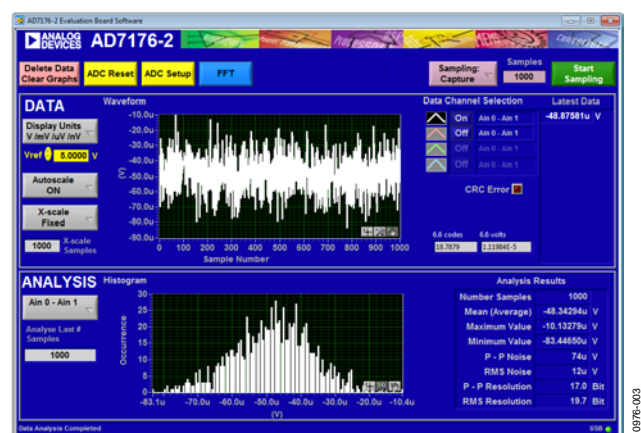 AD7176-2 Evaluation Board Software
ANALOG DEVICES AD7176-2
Delete Data
Clear Graphs
ADC Reset
ADC Setup
FFT
Sampling:
Capture
Samples
1000
Start
Sampling
DATA
Display Units
V /mV /uV /nV
Vref 5.0000 V
Autoscale
ON
X-scale
Fixed
1000 X-scale
Samples
Waveform
-10.0u
-20.0u
-30.0u
-40.0u
-50.0u
-60.0u
-70.0u
-80.0u
-90.0u
(V)
0 100 200 300 400 500 600 700 800 900 1000
Sample Number
Data Channel Selection
On Ain 0 - Ain 1
Off Ain 0 - Ain 1
Off Ain 0 - Ain 1
Off Ain 0 - Ain 1
CRC Error
6.6 codes 6.6 volts
18.7879 1.11984E-5
Latest Data
-48.87581u V
ANALYSIS
Ain 0 - Ain 1
Analyse Last #
Samples
1000
Histogram
30
25
20
15
10
5
0
Occurrence
-83.1u -70.0u -60.0u -50.0u -40.0u -30.0u -20.0u -10.4u
(V)
Analysis Results
Number Samples 1000
Mean (Average) -48.34294u V
Maximum Value -10.13279u V
Minimum Value -83.44650u V
P - P Noise 74u V
RMS Noise 12u V
P - P Resolution 17.0 Bit
RMS Resolution 19.7 Bit
Data Analysis Completed
USB